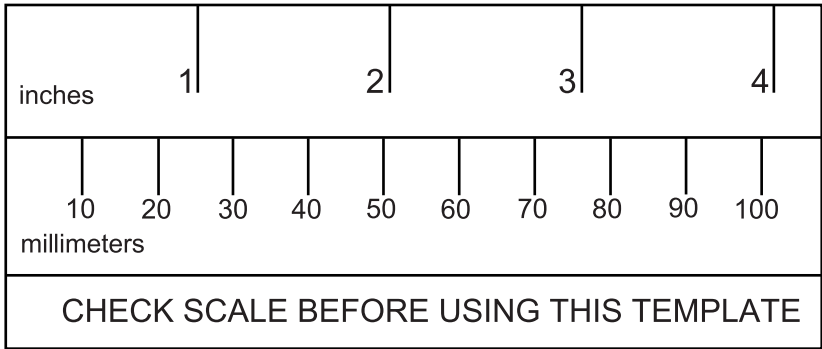 1 2 3 4
inches
10 20 30 40 50 60 70 80 90 100
millimeters
CHECK SCALE BEFORE USING THIS TEMPLATE